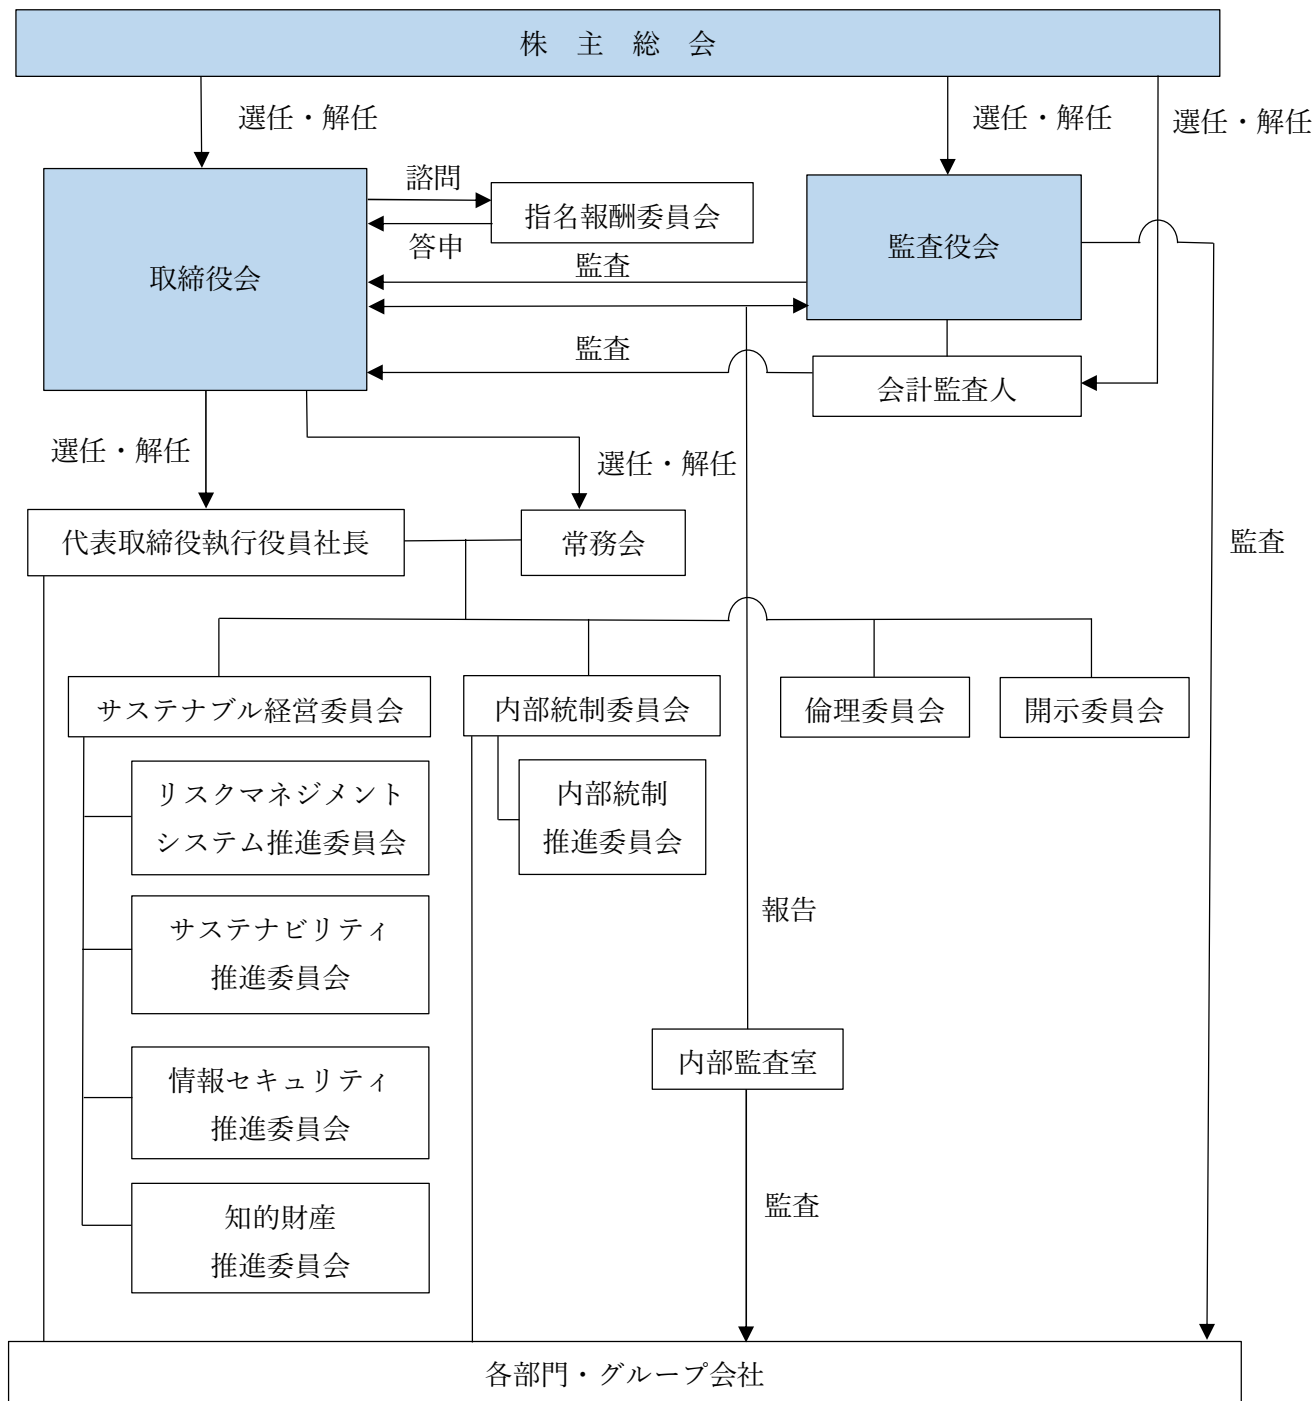 株主総会
選任・解任
選任・解任
選任・解任
諮問
指名報酬委員会
答申
取締役会
監査役会
監査
監査
会計監査人
選任・解任
選任・解任
代表取締役執行役員社長
常務会
監査
サステナブル経営委員会
内部統制委員会
倫理委員会
開示委員会
リスクマネジメント
システム推進委員会
内部統制
推進委員会
サステナビリティ
推進委員会
報告
内部監査室
情報セキュリティ
推進委員会
監査
知的財産
推進委員会
各部門・グループ会社